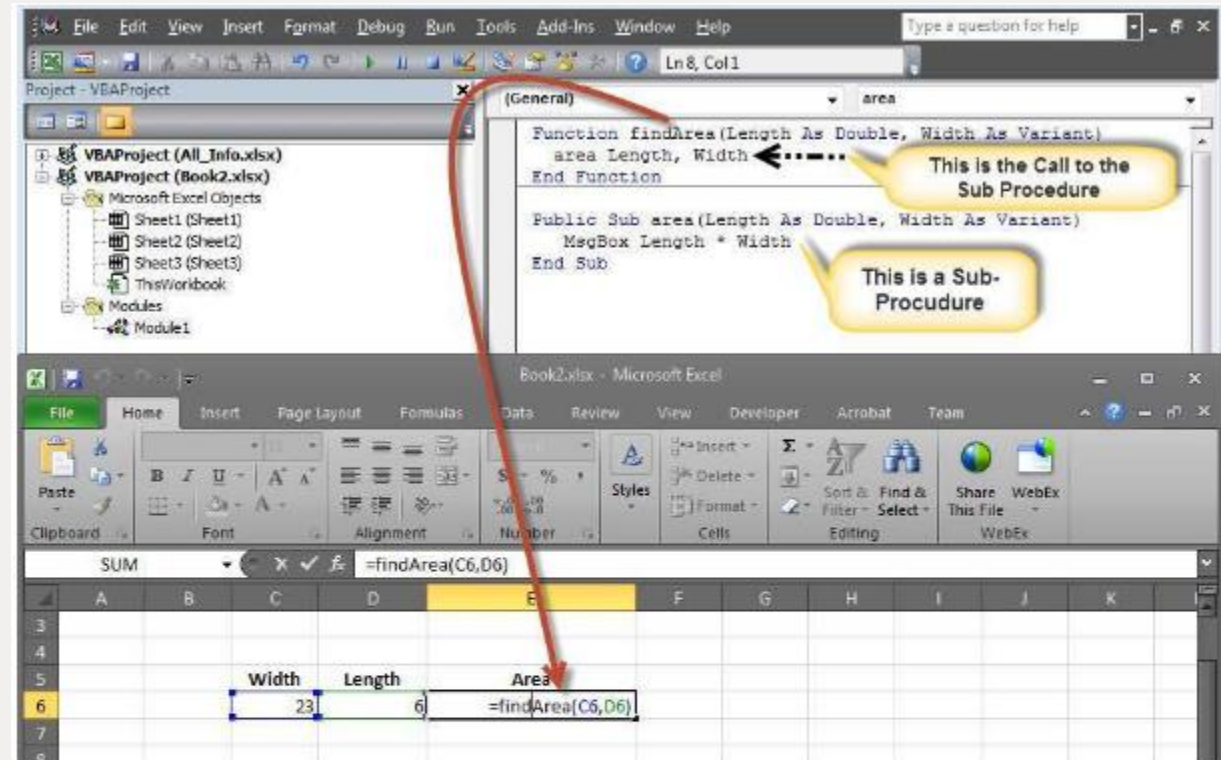 File Edit View Insert Format Debug Run Tools Add-Ins Window Help Type a question for help
Ln 8, Col 1
Project - VBAProject
(General) area
VBAProject (All_Info.xlsx)
VBAProject (Book2.xlsx)
Microsoft Excel Objects
Sheet1 (Sheet1)
Sheet2 (Sheet2)
Sheet3 (Sheet3)
ThisWorkbook
Modules
Module1
Function findArea(Length As Double, Width As Variant)
area Length, Width
End Function
This is the Call to the
Sub Procedure
Public Sub area(Length As Double, Width As Variant)
MsgBox Length * Width
End Sub
This is a Sub-
Procudure
Book2.xlsx - Microsoft Excel
File Home Insert Page Layout Formulas Data Review View Developer Acrobat Team
Paste
B I U A A
Styles
Insert
Delete
Format
Sort & Filter
Find & Select
Share This File
WebEx
Clipboard Font Alignment Number Cells Editing WebEx
SUM =findArea(C6,D6)
A B C D E F G H I J K
3
4
5 Width Length Area
6 23 6 =findArea(C6,D6)
7
8